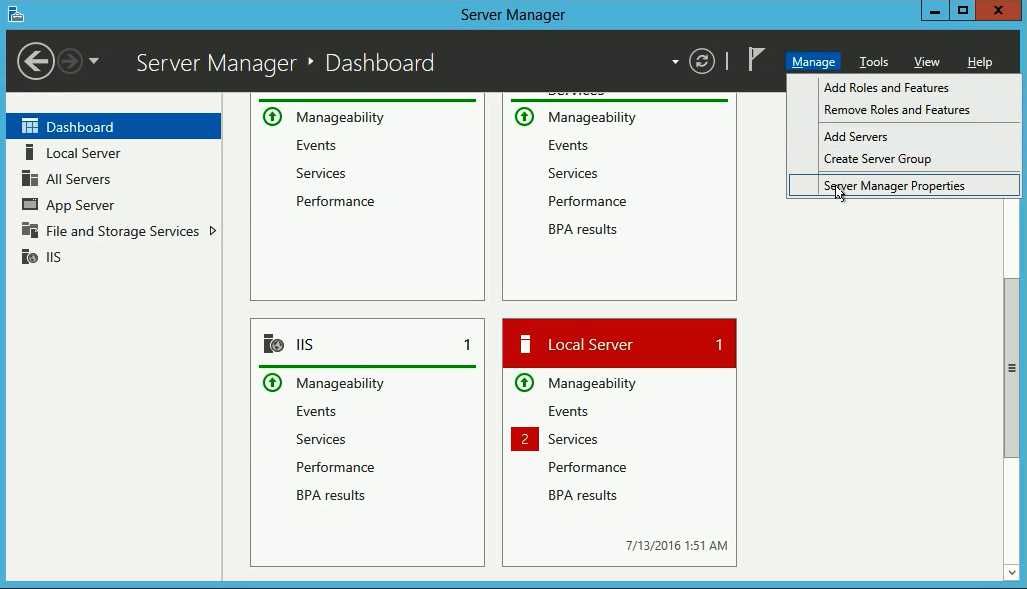 Server Manager
Server Manager Dashboard
Manage Tools View Help
Add Roles and Features
Remove Roles and Features
Add Servers
Create Server Group
Server Manager Properties
Dashboard
Local Server
All Servers
App Server
File and Storage Services
IIS
Manageability
Events
Services
Performance
Services
Manageability
Events
Services
Performance
BPA results
IIS 1
Manageability
Events
Services
Performance
BPA results
Local Server 1
Manageability
Events
2 Services
Performance
BPA results
7/13/2016 1:51 AM